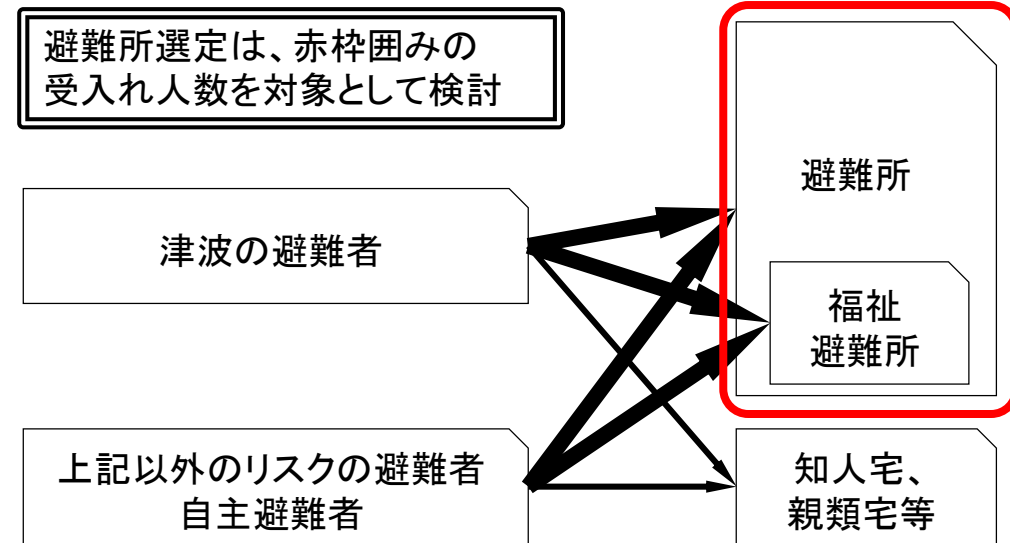 避難所選定は、赤枠囲みの
受入れ人数を対象として検討
避難所
津波の避難者
福祉
避難所
上記以外のリスクの避難者
自主避難者
知人宅、
親類宅等